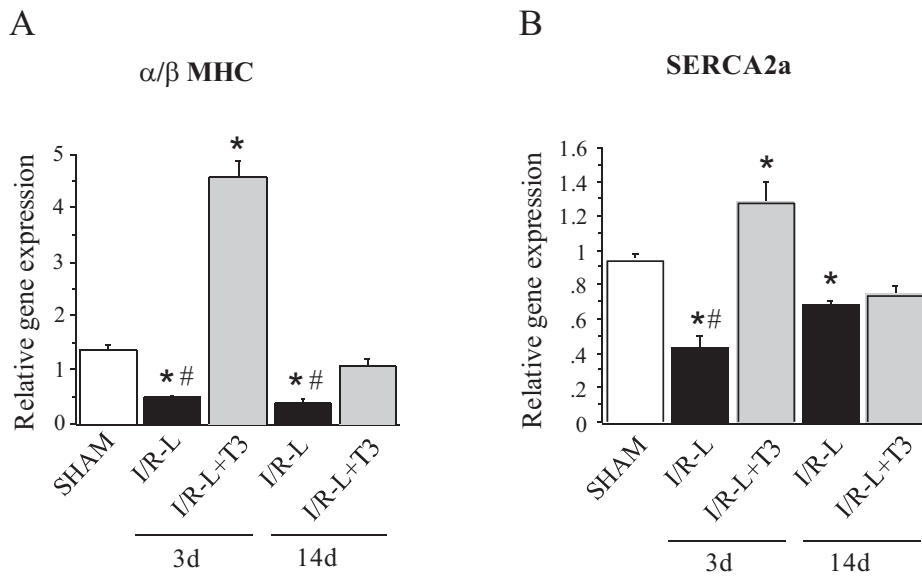 A
α/β MHC
Relative gene expression
5
4
3
2
1
0
*
* #
* #
SHAM
I/R-L
I/R-L+T3
I/R-L
I/R-L+T3
3d
14d
B
SERCA2a
Relative gene expression
1.6
1.4
1.2
1
.8
.6
.4
.2
0
*
*
*#
SHAM
I/R-L
I/R-L+T3
I/R-L
I/R-L+T3
3d
14d